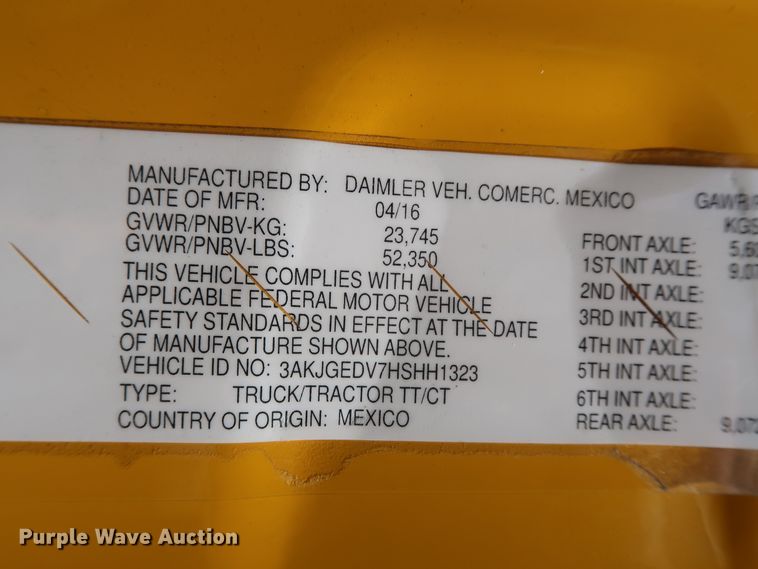 MANUFACTURED BY: DAIMLER VEH. COMERC. MEXICO
DATE OF MFR: 04/16
GVWR/PNBV-KG: 23,745
GVWR/PNBV-LBS: 52,350
THIS VEHICLE COMPLIES WITH ALL
APPLICABLE FEDERAL MOTOR VEHICLE
SAFETY STANDARDS IN EFFECT AT THE DATE
OF MANUFACTURE SHOWN ABOVE.
VEHICLE ID NO: 3AKJGEDV7HSHH1323
TYPE: TRUCK/TRACTOR TT/CT
COUNTRY OF ORIGIN: MEXICO
FRONT AXLE:
1ST INT AXLE:
2ND INT AXLE:
3RD INT AXLE:
4TH INT AXLE:
5TH INT AXLE:
6TH INT AXLE:
REAR AXLE:
Purple Wave Auction